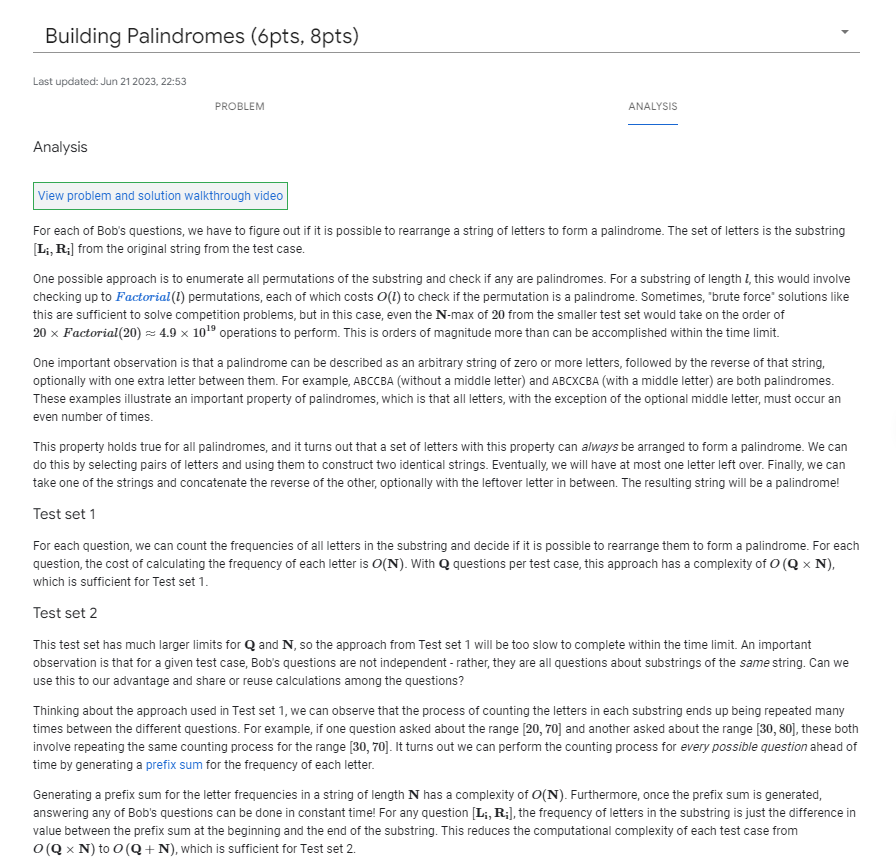 Building Palindromes (6pts, 8pts)
Last updated: Jun 21 2023, 22:53
PROBLEM
ANALYSIS
Analysis
View problem and solution walkthrough video
For each of Bob's questions, we have to figure out if it is possible to rearrange a string of letters to form a palindrome. The set of letters is the substring
[Lᵢ, Rᵢ] from the original string from the test case.
One possible approach is to enumerate all permutations of the substring and check if any are palindromes. For a substring of length l, this would involve
checking up to Factorial(l) permutations, each of which costs O(l) to check if the permutation is a palindrome. Sometimes, "brute force" solutions like
this are sufficient to solve competition problems, but in this case, even the N-max of 20 from the smaller test set would take on the order of
20 × Factorial(20) ≈ 4.9 × 10¹⁹ operations to perform. This is orders of magnitude more than can be accomplished within the time limit.
One important observation is that a palindrome can be described as an arbitrary string of zero or more letters, followed by the reverse of that string,
optionally with one extra letter between them. For example, ABCCBA (without a middle letter) and ABCXCBA (with a middle letter) are both palindromes.
These examples illustrate an important property of palindromes, which is that all letters, with the exception of the optional middle letter, must occur an
even number of times.
This property holds true for all palindromes, and it turns out that a set of letters with this property can always be arranged to form a palindrome. We can
do this by selecting pairs of letters and using them to construct two identical strings. Eventually, we will have at most one letter left over. Finally, we can
take one of the strings and concatenate the reverse of the other, optionally with the leftover letter in between. The resulting string will be a palindrome!
Test set 1
For each question, we can count the frequencies of all letters in the substring and decide if it is possible to rearrange them to form a palindrome. For each
question, the cost of calculating the frequency of each letter is O(N). With Q questions per test case, this approach has a complexity of O (Q × N),
which is sufficient for Test set 1.
Test set 2
This test set has much larger limits for Q and N, so the approach from Test set 1 will be too slow to complete within the time limit. An important
observation is that for a given test case, Bob's questions are not independent - rather, they are all questions about substrings of the same string. Can we
use this to our advantage and share or reuse calculations among the questions?
Thinking about the approach used in Test set 1, we can observe that the process of counting the letters in each substring ends up being repeated many
times between the different questions. For example, if one question asked about the range [20, 70] and another asked about the range [30, 80], these both
involve repeating the same counting process for the range [30, 70]. It turns out we can perform the counting process for every possible question ahead of
time by generating a prefix sum for the frequency of each letter.
Generating a prefix sum for the letter frequencies in a string of length N has a complexity of O(N). Furthermore, once the prefix sum is generated,
answering any of Bob's questions can be done in constant time! For any question [Lᵢ, Rᵢ], the frequency of letters in the substring is just the difference in
value between the prefix sum at the beginning and the end of the substring. This reduces the computational complexity of each test case from
O (Q × N) to O (Q + N), which is sufficient for Test set 2.